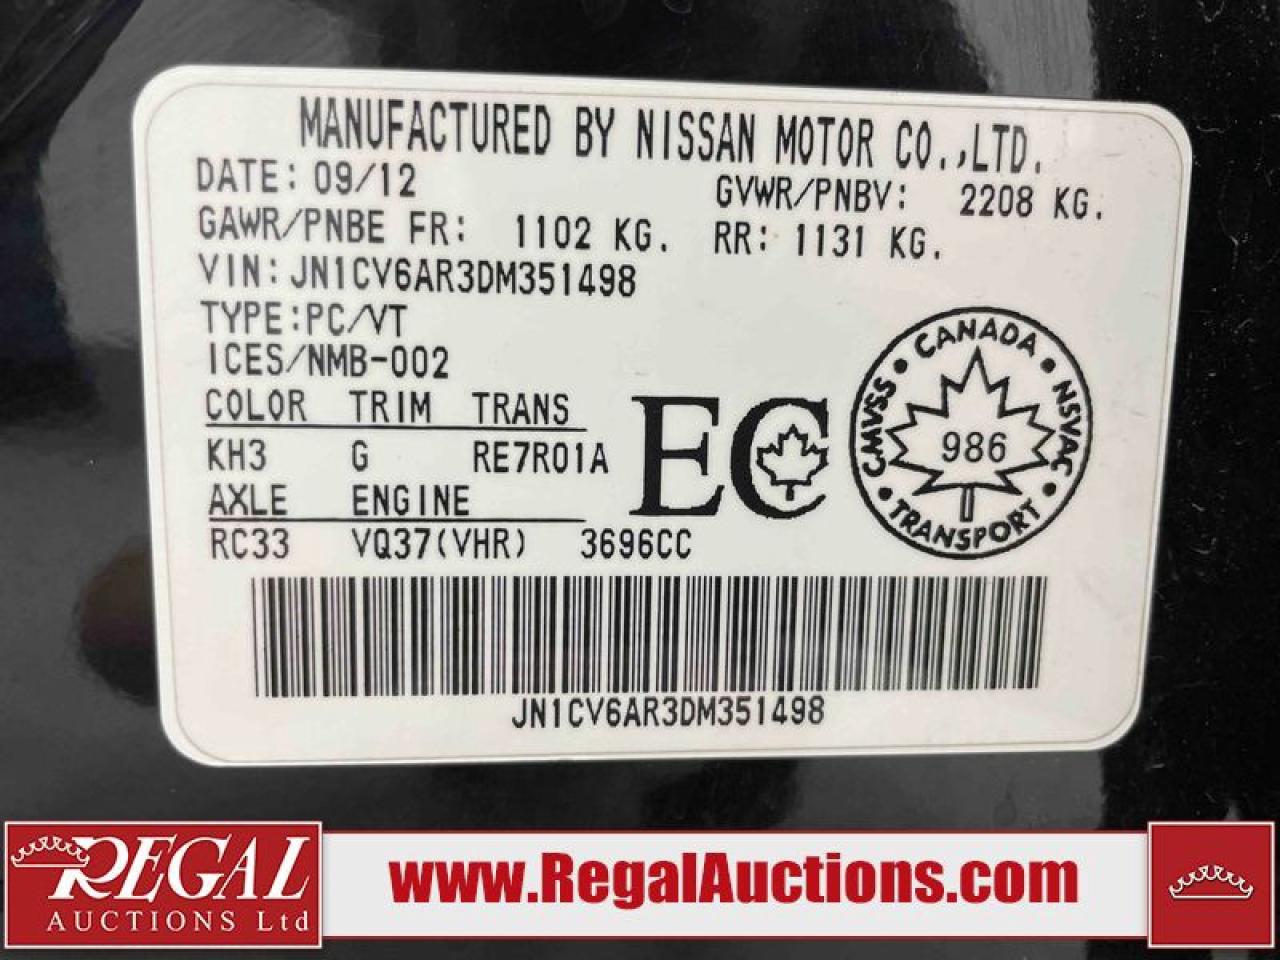 MANUFACTURED BY NISSAN MOTOR CO.,LTD.
DATE: 09/12 GVWR/PNBV: 2208 KG.
GAWR/PNBE FR: 1102 KG. RR: 1131 KG.
VIN: JN1CV6AR3DM351498
TYPE:PC/VT
ICES/NMB-002
COLOR TRIM TRANS
KH3 G RE7R01A
AXLE ENGINE
RC33 VQ37(VHR) 3696CC
EC
CANADA
CMVSS • NSVAC
986
TRANSPORT
JN1CV6AR3DM351498
REGAL
AUCTIONS Ltd
www.RegalAuctions.com